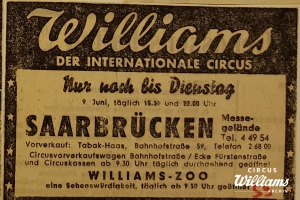 Williams
DER INTERNATIONALE CIRCUS
Nur noch bis Dienstag
9. Juni, täglich 15.30 und 20.00 Uhr
SAARBRÜCKEN Messe-
gelände
Tel. 4 49 54
Vorverkauf: Tabak-Haas, Bahnhofstraße 59, Telefon 2 68 00
Circusvorverkaufswagen Bahnhofstraße / Ecke Fürstenstraße
und Circuskassen ab 9.30 Uhr täglich durchgehend geöffnet
WILLIAMS-ZOO
eine Sehenswürdigkeit, täglich ab 9.30 Uhr geöffnet
CIRCUS
Williams
ARCHIV